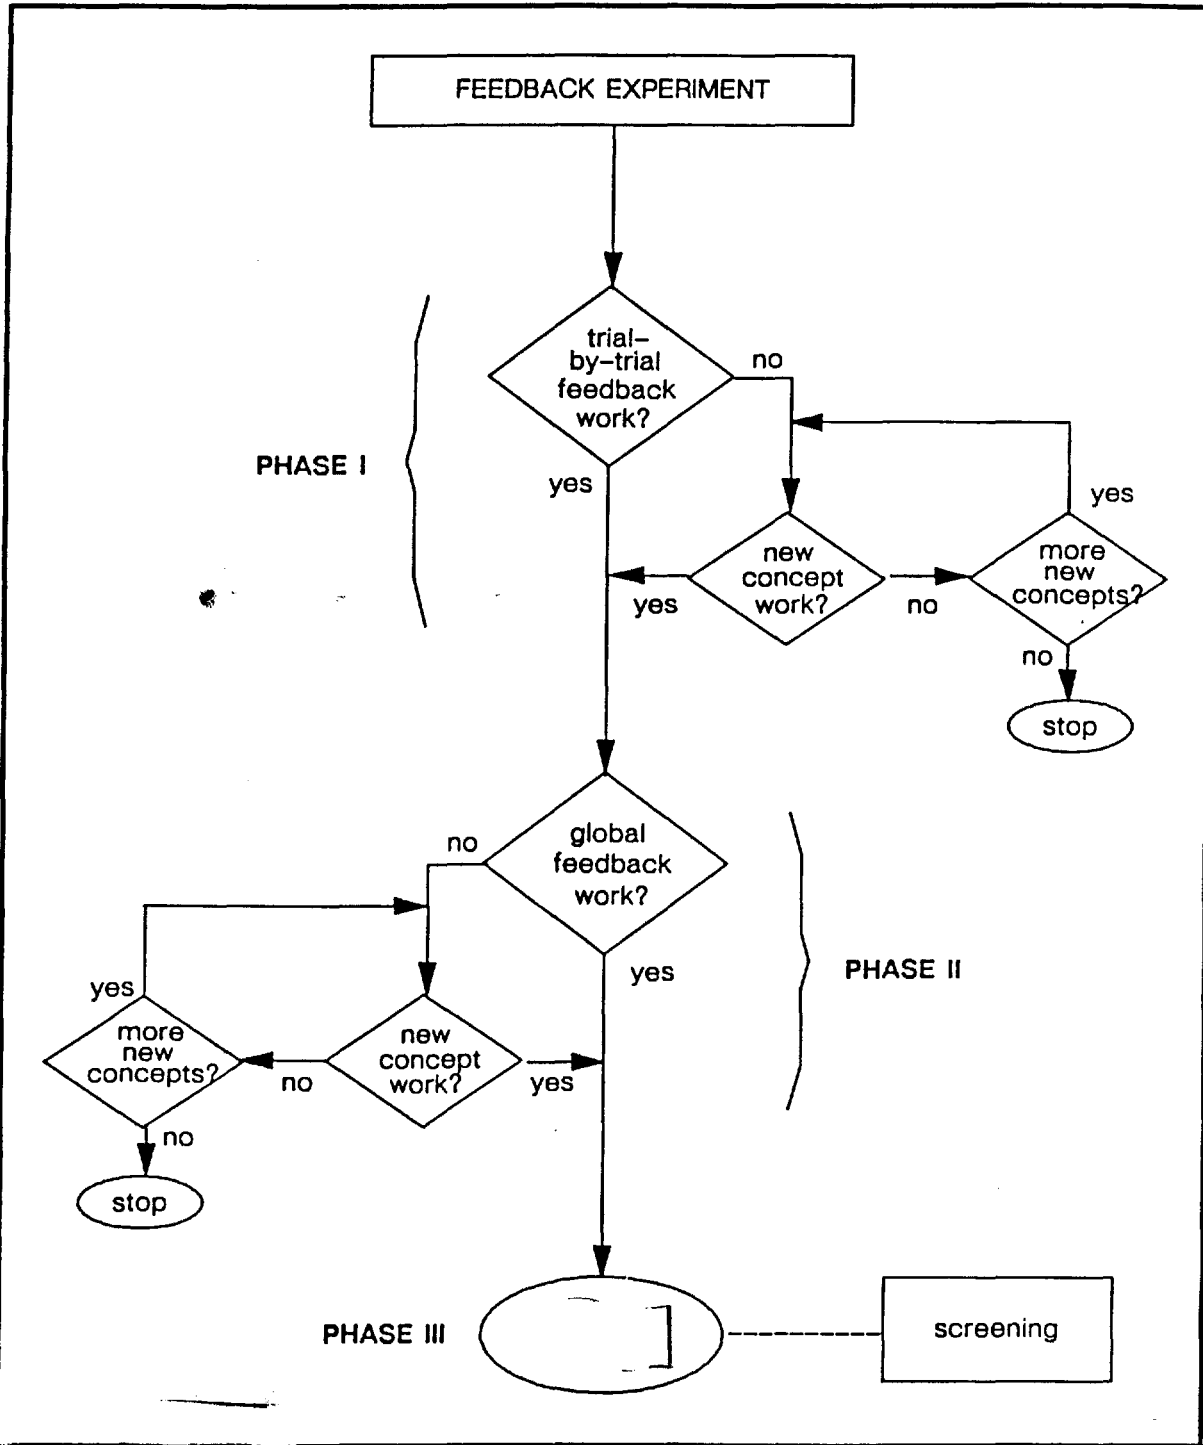 FEEDBACK EXPERIMENT
trial-
by-trial
feedback
work?
no
yes
PHASE I
new
concept
work?
yes
no
more
new
concepts?
yes
no
stop
global
feedback
work?
no
yes
PHASE II
new
concept
work?
no
yes
more
new
concepts?
yes
no
stop
PHASE III
screening